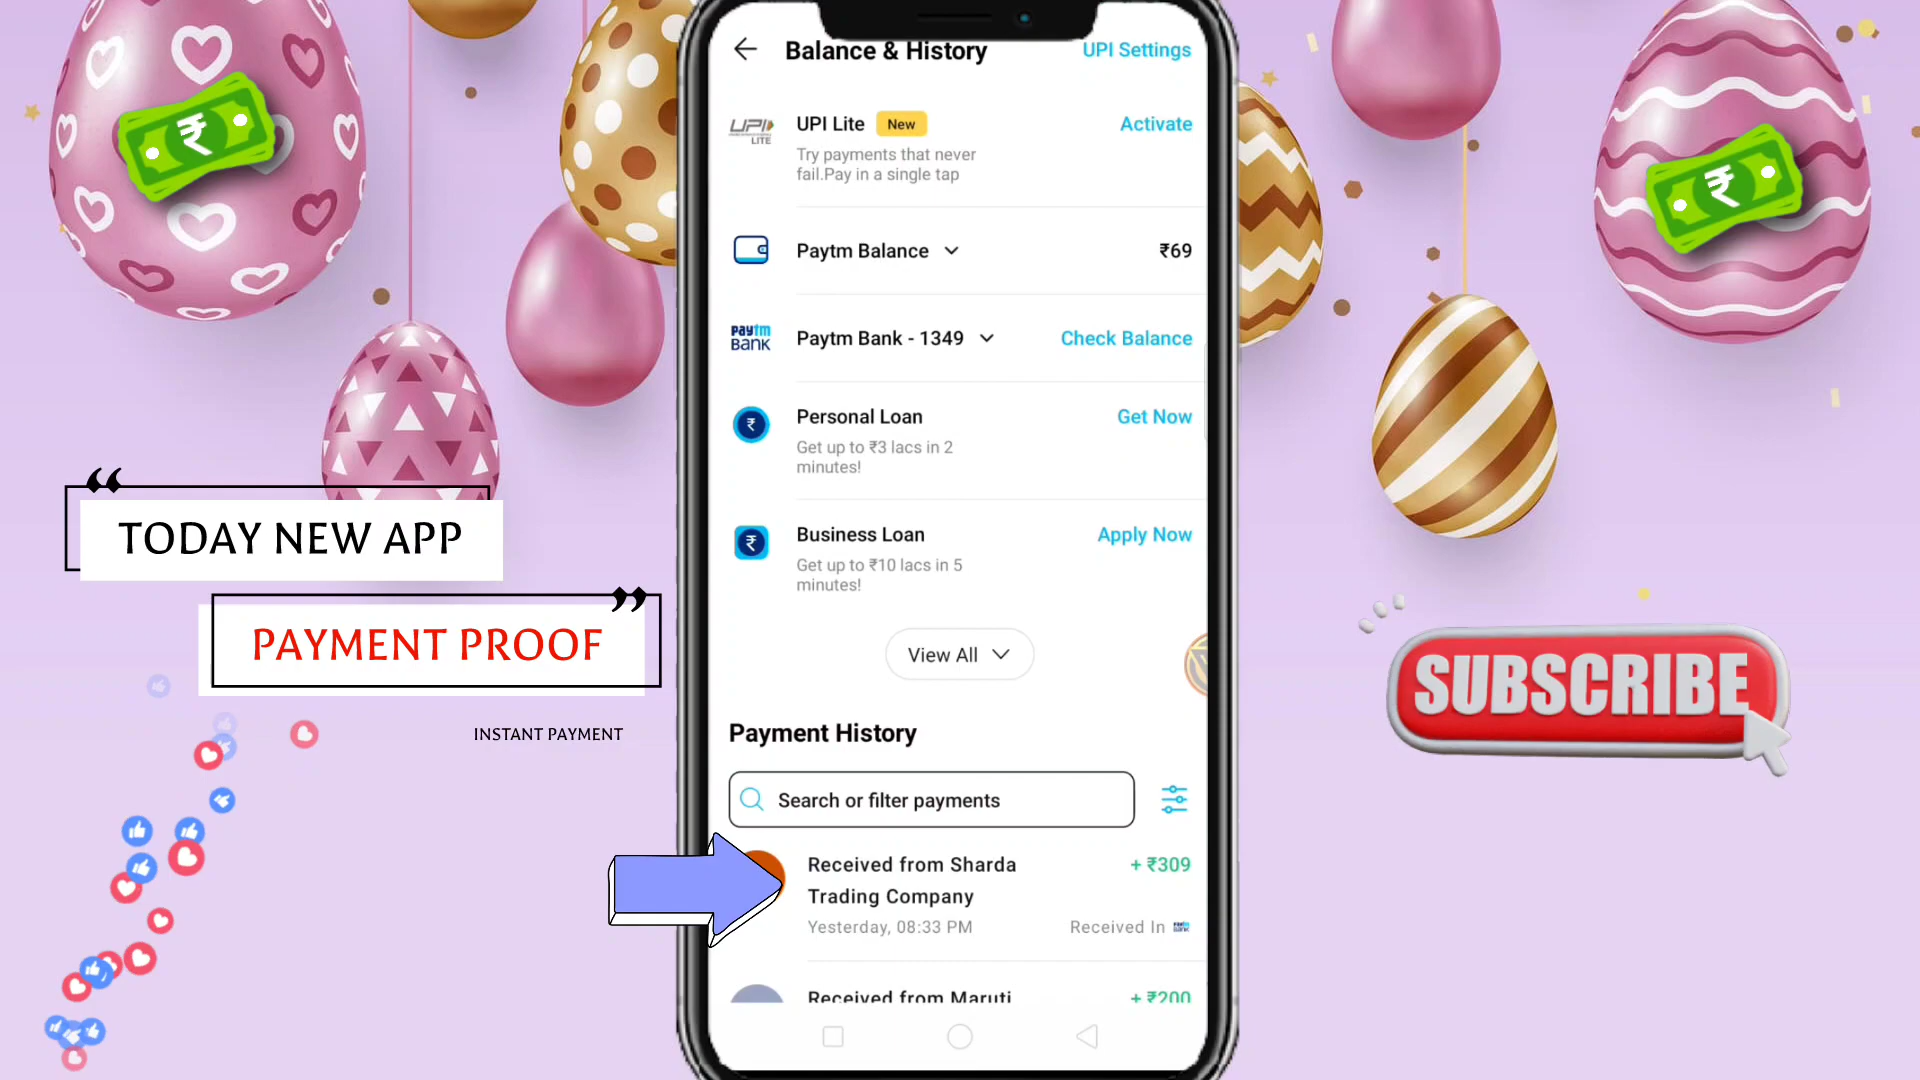 Balance & History
UPI Settings
UPI LITE
UPI Lite
New
Activate
Try payments that never
fail.Pay in a single tap
Paytm Balance
₹69
paytm BANK
Paytm Bank - 1349
Check Balance
Personal Loan
Get Now
Get up to ₹3 lacs in 2
minutes!
Business Loan
Apply Now
Get up to ₹10 lacs in 5
minutes!
View All
Payment History
Search or filter payments
Received from Sharda
Trading Company
+ ₹309
Yesterday, 08:33 PM
Received In
Received from Maruti
+ ₹200
“
TODAY NEW APP
PAYMENT PROOF
”
INSTANT PAYMENT
SUBSCRIBE
₹
₹